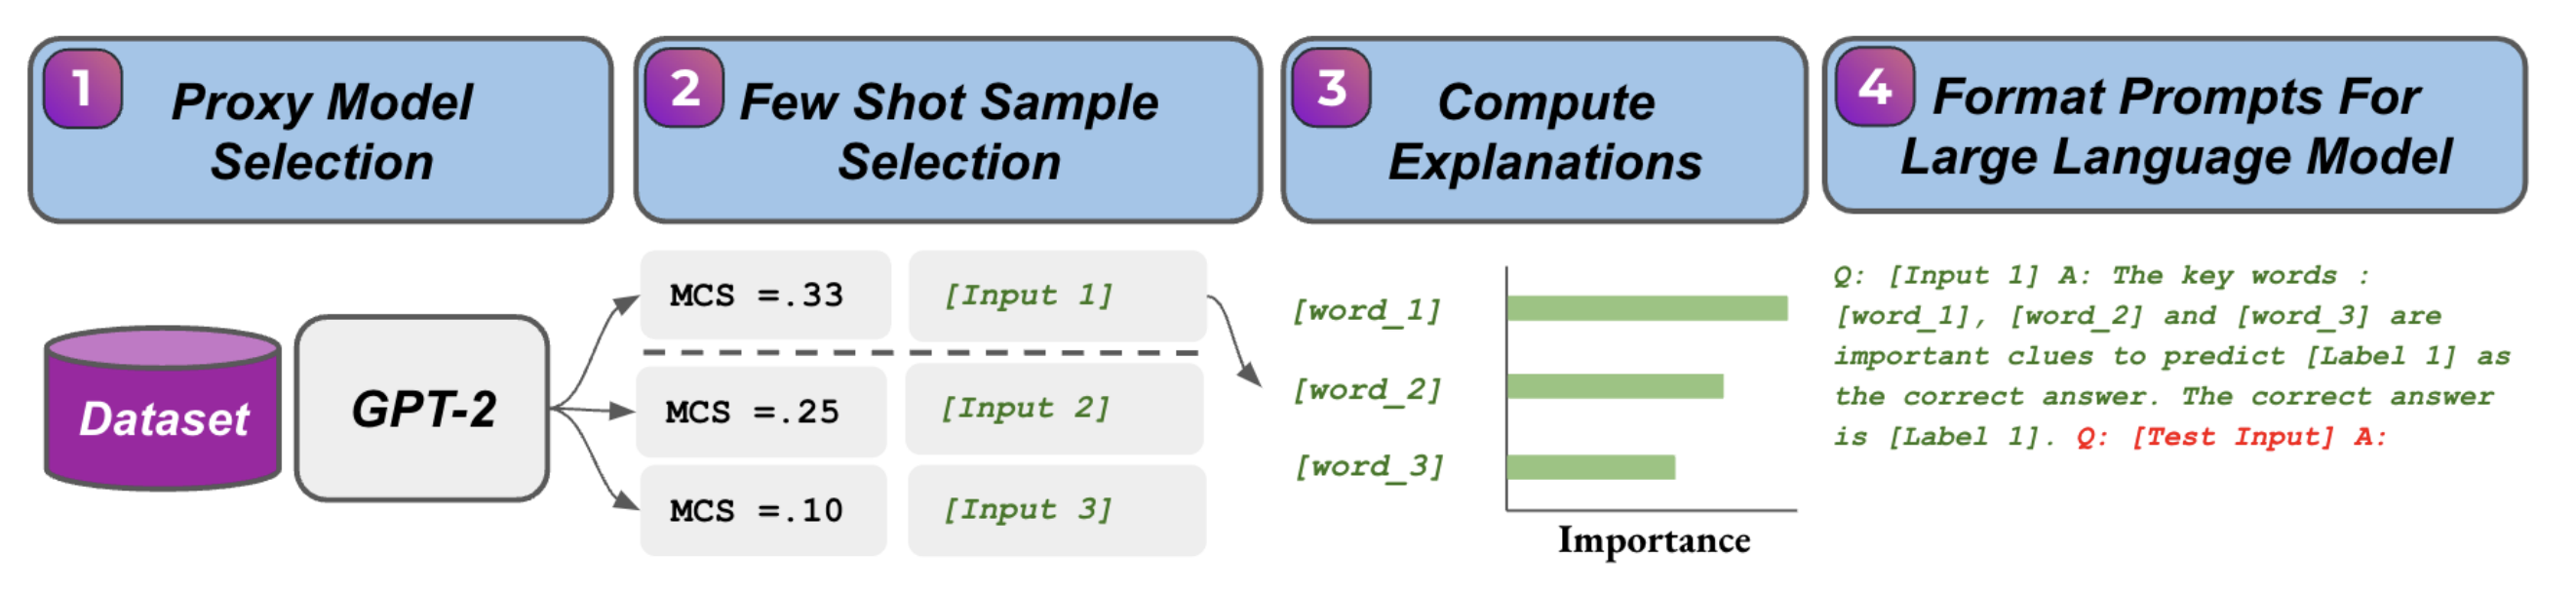 1
Proxy Model
Selection
2
Few Shot Sample
Selection
3
Compute
Explanations
4
Format Prompts For
Large Language Model
Dataset
GPT-2
MCS =.33
[Input 1]
MCS =.25
[Input 2]
MCS =.10
[Input 3]
[word_1]
[word_2]
[word_3]
Importance
Q: [Input 1] A: The key words :
[word_1], [word_2] and [word_3] are
important clues to predict [Label 1] as
the correct answer. The correct answer
is [Label 1]. Q: [Test Input] A: